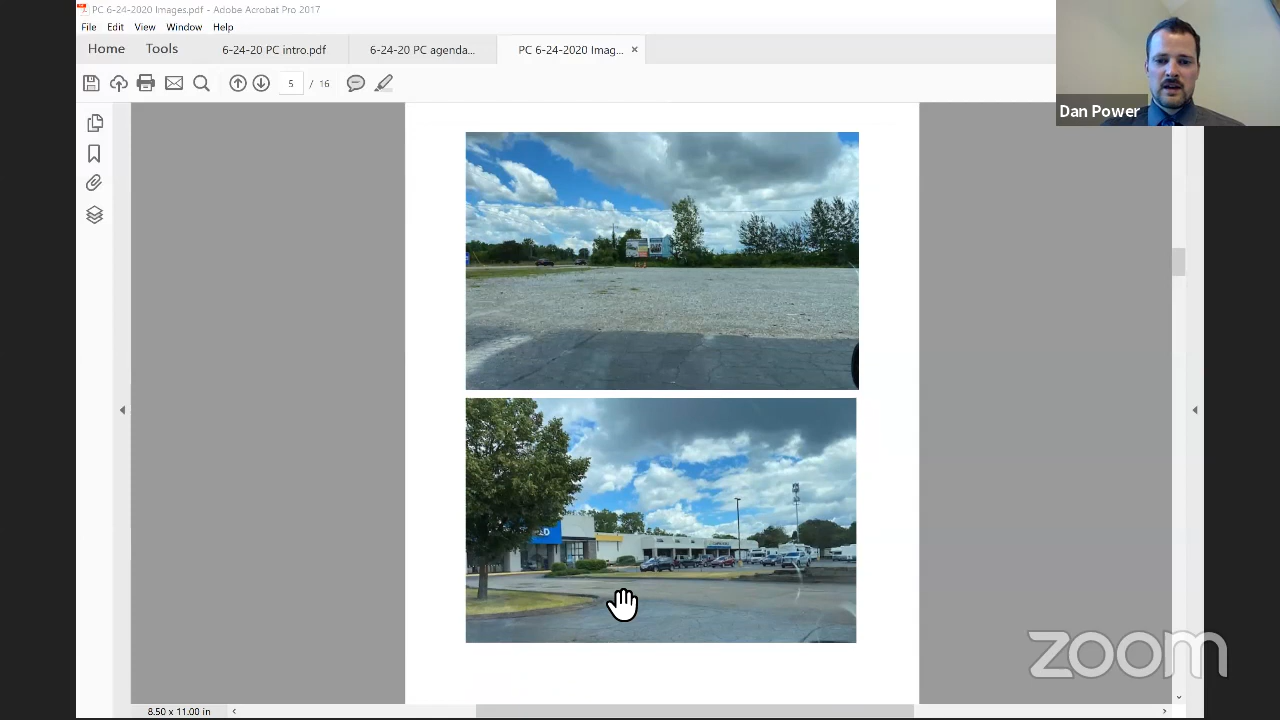 PC 6-24-2020 Images.pdf - Adobe Acrobat Pro 2017
File Edit View Window Help
Home Tools 6-24-20 PC intro.pdf 6-24-20 PC agenda... PC 6-24-2020 Imag... ×
5 / 16
Dan Power
zoom
8.50 x 11.00 in